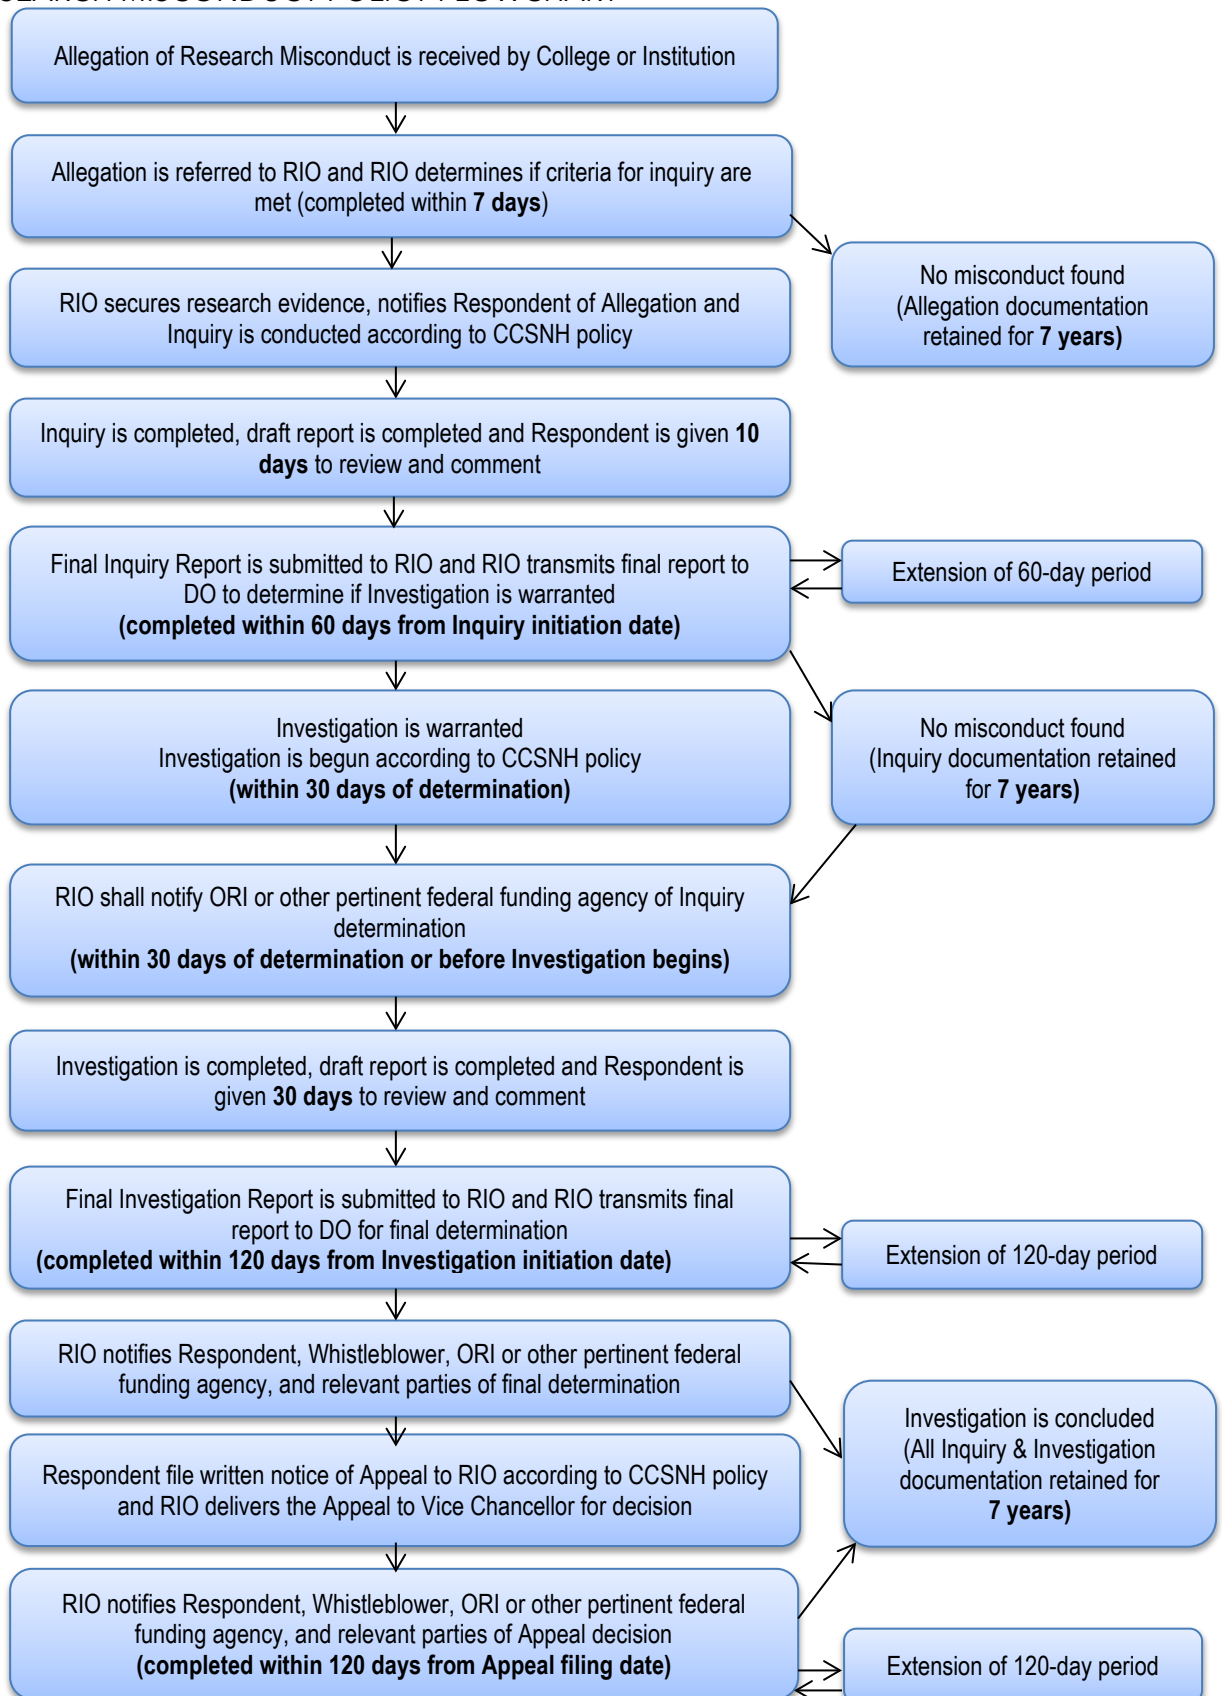 Allegation of Research Misconduct is received by College or Institution
Allegation is referred to RIO and RIO determines if criteria for inquiry are
met (completed within 7 days)
No misconduct found
(Allegation documentation
retained for 7 years)
RIO secures research evidence, notifies Respondent of Allegation and
Inquiry is conducted according to CCSNH policy
Inquiry is completed, draft report is completed and Respondent is given 10
days to review and comment
Final Inquiry Report is submitted to RIO and RIO transmits final report to
DO to determine if Investigation is warranted
(completed within 60 days from Inquiry initiation date)
Extension of 60-day period
Investigation is warranted
Investigation is begun according to CCSNH policy
(within 30 days of determination)
No misconduct found
(Inquiry documentation retained
for 7 years)
RIO shall notify ORI or other pertinent federal funding agency of Inquiry
determination
(within 30 days of determination or before Investigation begins)
Investigation is completed, draft report is completed and Respondent is
given 30 days to review and comment
Final Investigation Report is submitted to RIO and RIO transmits final
report to DO for final determination
(completed within 120 days from Investigation initiation date)
Extension of 120-day period
RIO notifies Respondent, Whistleblower, ORI or other pertinent federal
funding agency, and relevant parties of final determination
Investigation is concluded
(All Inquiry & Investigation
documentation retained for
7 years)
Respondent file written notice of Appeal to RIO according to CCSNH policy
and RIO delivers the Appeal to Vice Chancellor for decision
RIO notifies Respondent, Whistleblower, ORI or other pertinent federal
funding agency, and relevant parties of Appeal decision
(completed within 120 days from Appeal filing date)
Extension of 120-day period